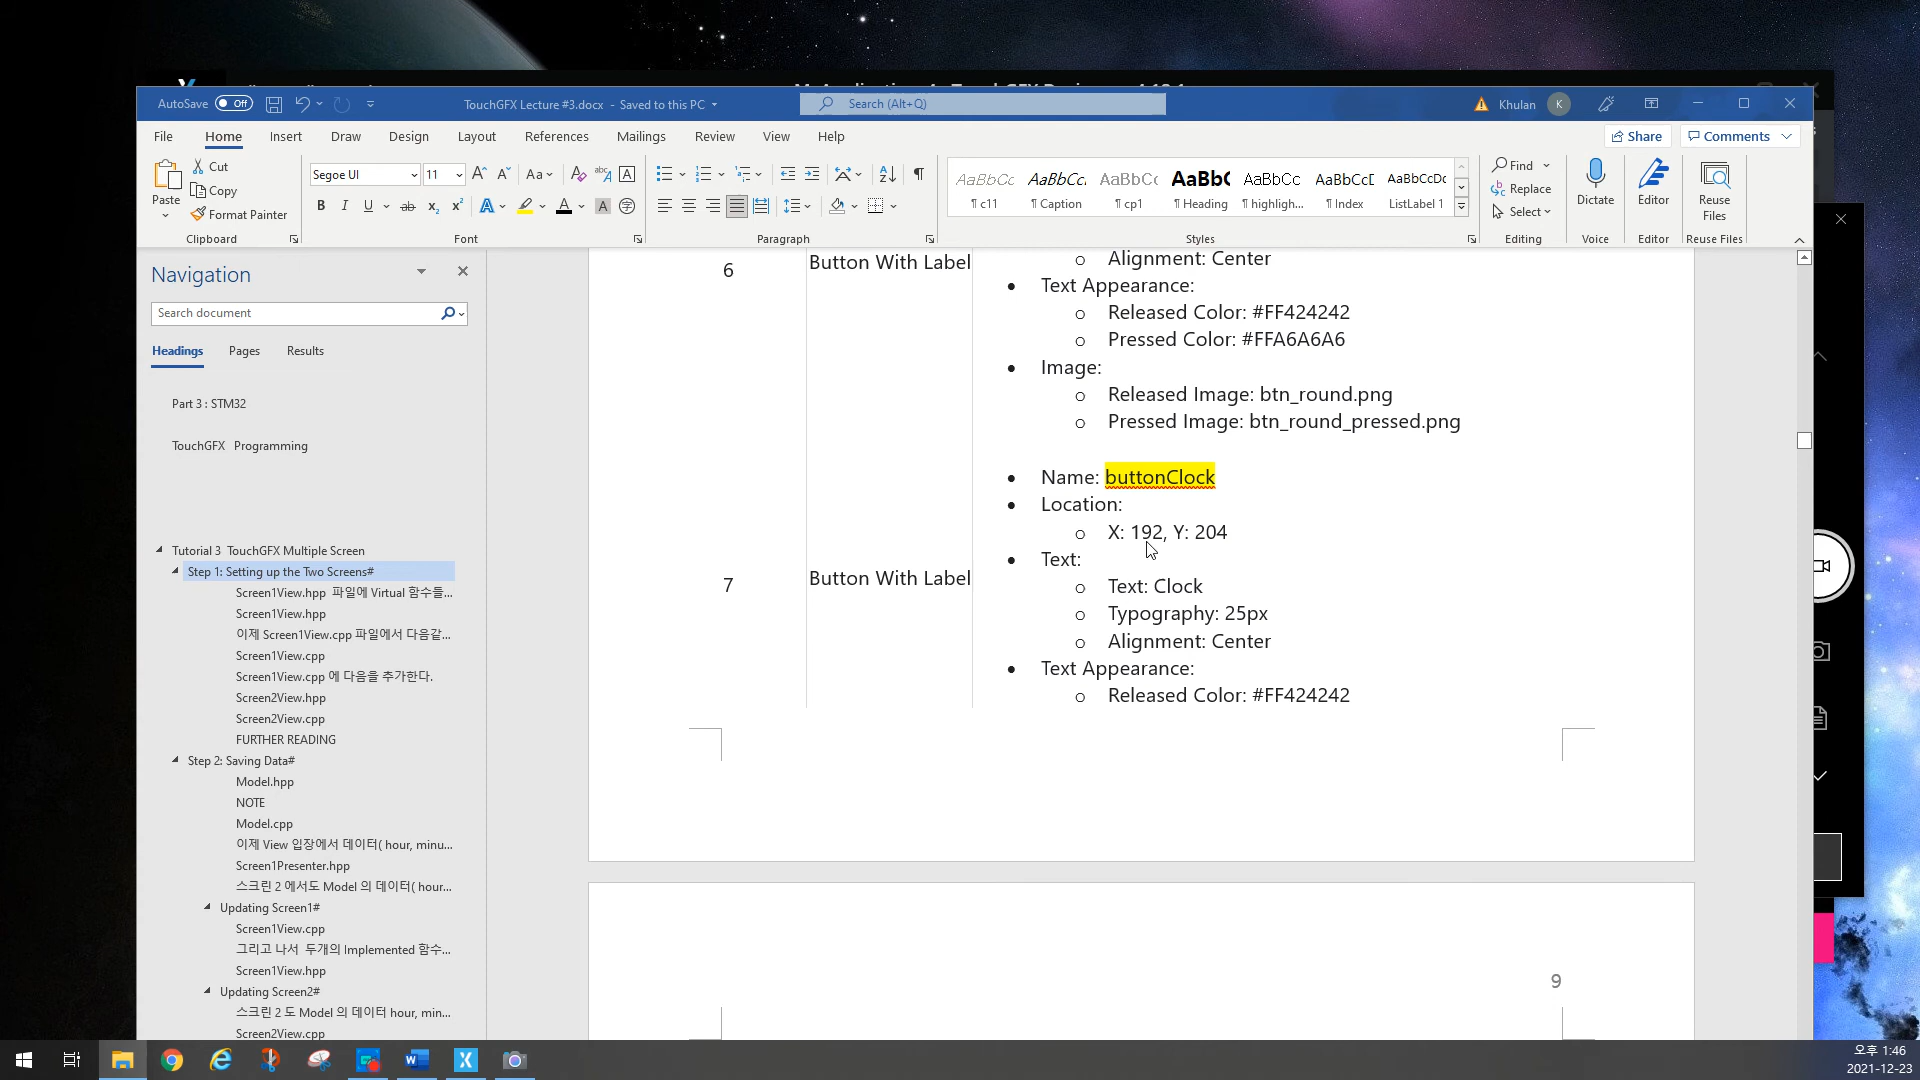 AutoSave Off TouchGFX Lecture #3.docx - Saved to this PC Search (Alt+Q) Khulan K
File Home Insert Draw Design Layout References Mailings Review View Help Share Comments
Paste Cut Copy Format Painter
Segoe UI 11
AaBbCc AaBbCc AaBbCc AaBbC AaBbCc AaBbCcD AaBbCcDc
¶ c11 ¶ Caption ¶ cp1 ¶ Heading ¶ highligh... ¶ Index ListLabel 1
Find Replace Select
Dictate Editor Reuse Files
Clipboard Font Paragraph Styles Editing Voice Editor Reuse Files
Navigation
Search document
Headings Pages Results
Part 3 : STM32
TouchGFX Programming
Tutorial 3 TouchGFX Multiple Screen
Step 1: Setting up the Two Screens#
Screen1View.hpp 파일에 Virtual 함수들...
Screen1View.hpp
이제 Screen1View.cpp 파일에서 다음같...
Screen1View.cpp
Screen1View.cpp 에 다음을 추가한다.
Screen2View.hpp
Screen2View.cpp
FURTHER READING
Step 2: Saving Data#
Model.hpp
NOTE
Model.cpp
이제 View 입장에서 데이터( hour, minu...
Screen1Presenter.hpp
스크린 2 에서도 Model 의 데이터( hour...
Updating Screen1#
Screen1View.cpp
그리고 나서 두개의 Implemented 함수...
Screen1View.hpp
Updating Screen2#
스크린 2 도 Model 의 데이터 hour, min...
Screen2View.cpp
6 Button With Label
o Alignment: Center
• Text Appearance:
o Released Color: #FF424242
o Pressed Color: #FFA6A6A6
• Image:
o Released Image: btn_round.png
o Pressed Image: btn_round_pressed.png
• Name: buttonClock
• Location:
o X: 192, Y: 204
• Text:
7 Button With Label
o Text: Clock
o Typography: 25px
o Alignment: Center
• Text Appearance:
o Released Color: #FF424242
9
오후 1:46
2021-12-23